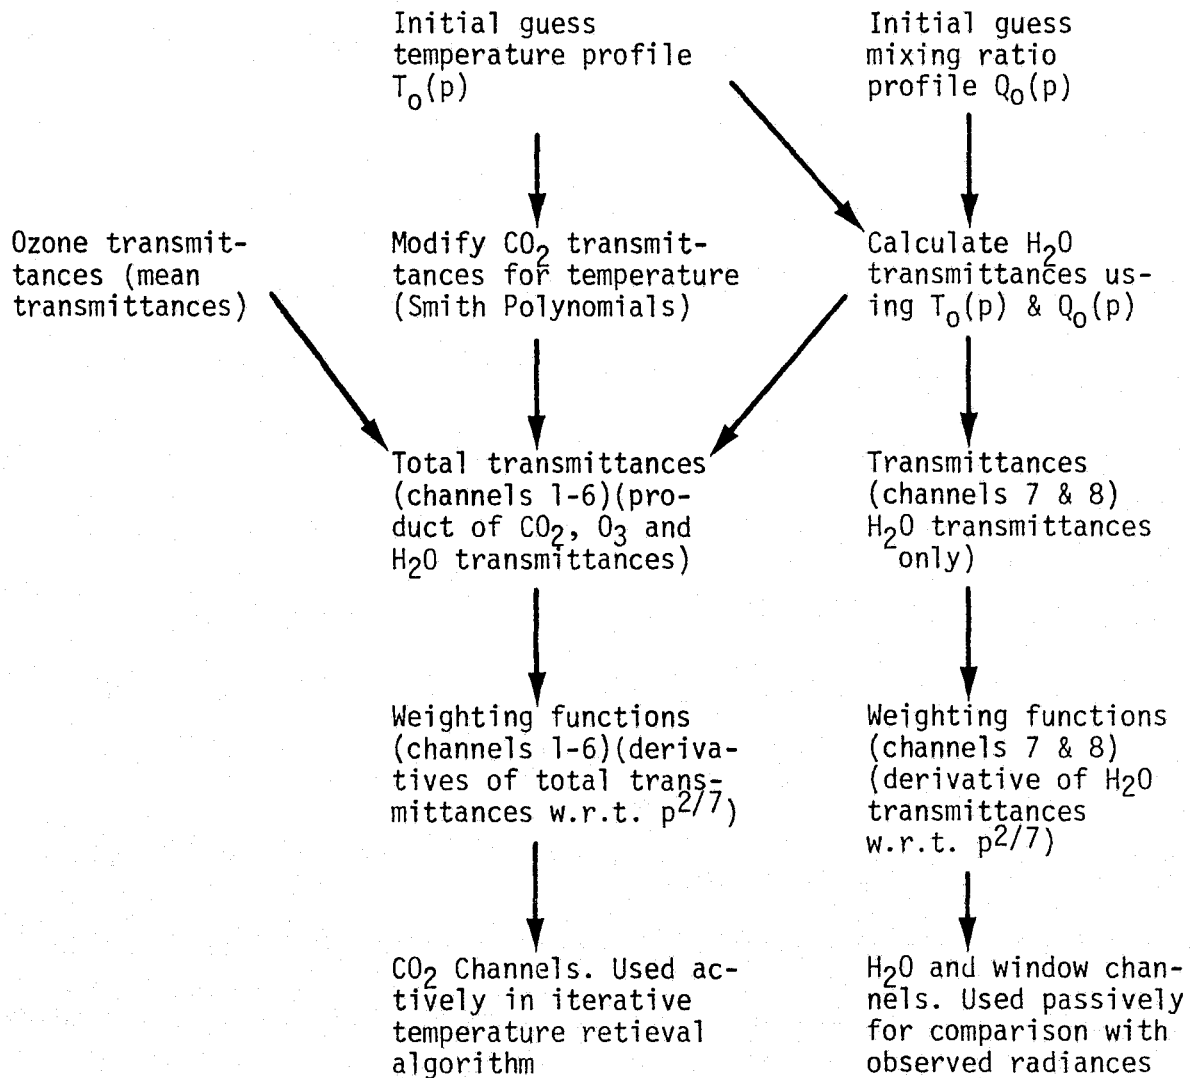 Initial guess
temperature profile
T₀(p)
Initial guess
mixing ratio
profile Q₀(p)
Ozone transmit-
tances (mean
transmittances)
Modify CO₂ transmit-
tances for temperature
(Smith Polynomials)
Calculate H₂O
transmittances us-
ing T₀(p) & Q₀(p)
Total transmittances
(channels 1-6)(pro-
duct of CO₂, O₃ and
H₂O transmittances)
Transmittances
(channels 7 & 8)
H₂O transmittances
only)
Weighting functions
(channels 1-6)(deriva-
tives of total trans-
mittances w.r.t. p²/⁷)
Weighting functions
(channels 7 & 8)
(derivative of H₂O
transmittances
w.r.t. p²/⁷)
CO₂ Channels. Used ac-
tively in iterative
temperature retieval
algorithm
H₂O and window chan-
nels. Used passively
for comparison with
observed radiances